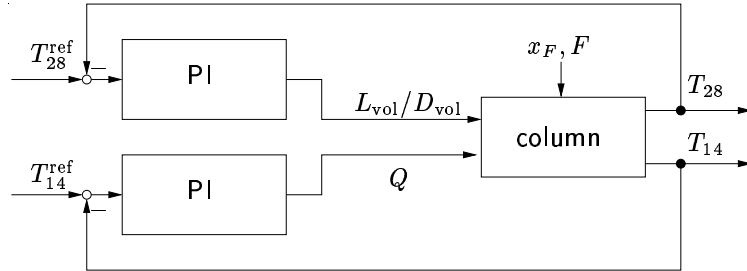 T_28^ref
PI
L_vol/D_vol
x_F, F
column
T_28
T_14
T_14^ref
PI
Q